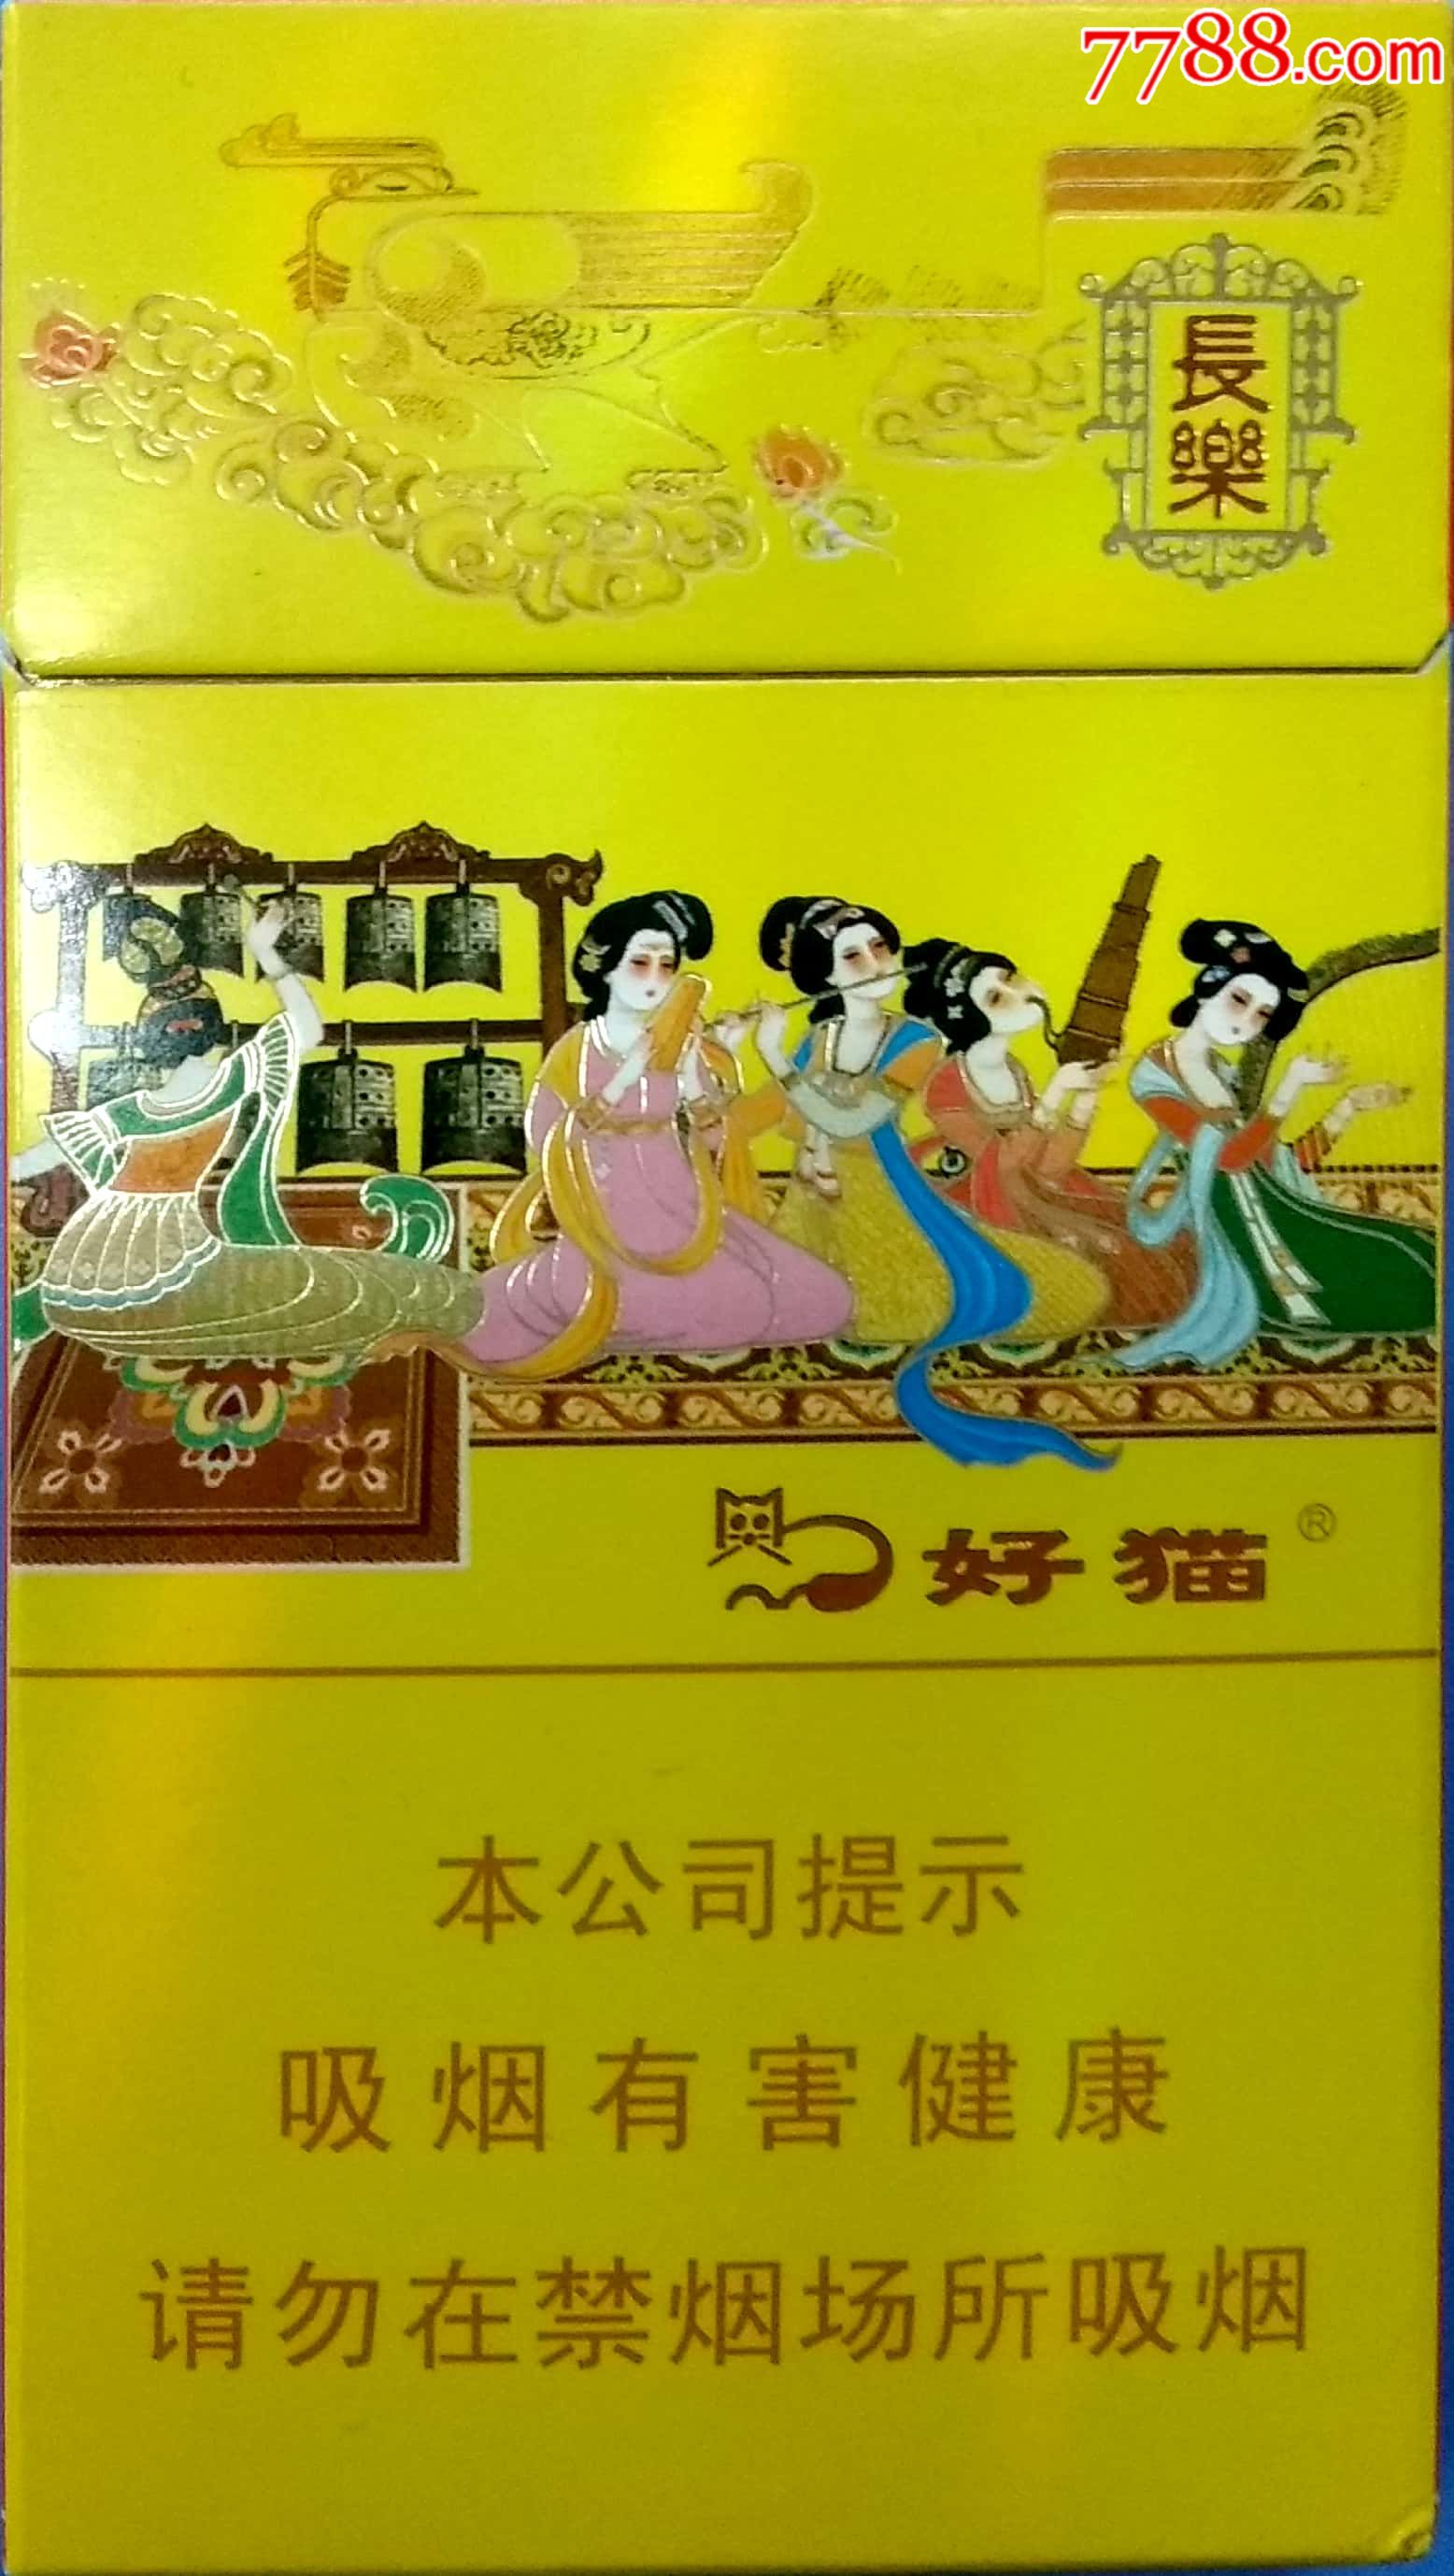 7788.com
長樂
好猫®
本公司提示
吸烟有害健康
请勿在禁烟场所吸烟